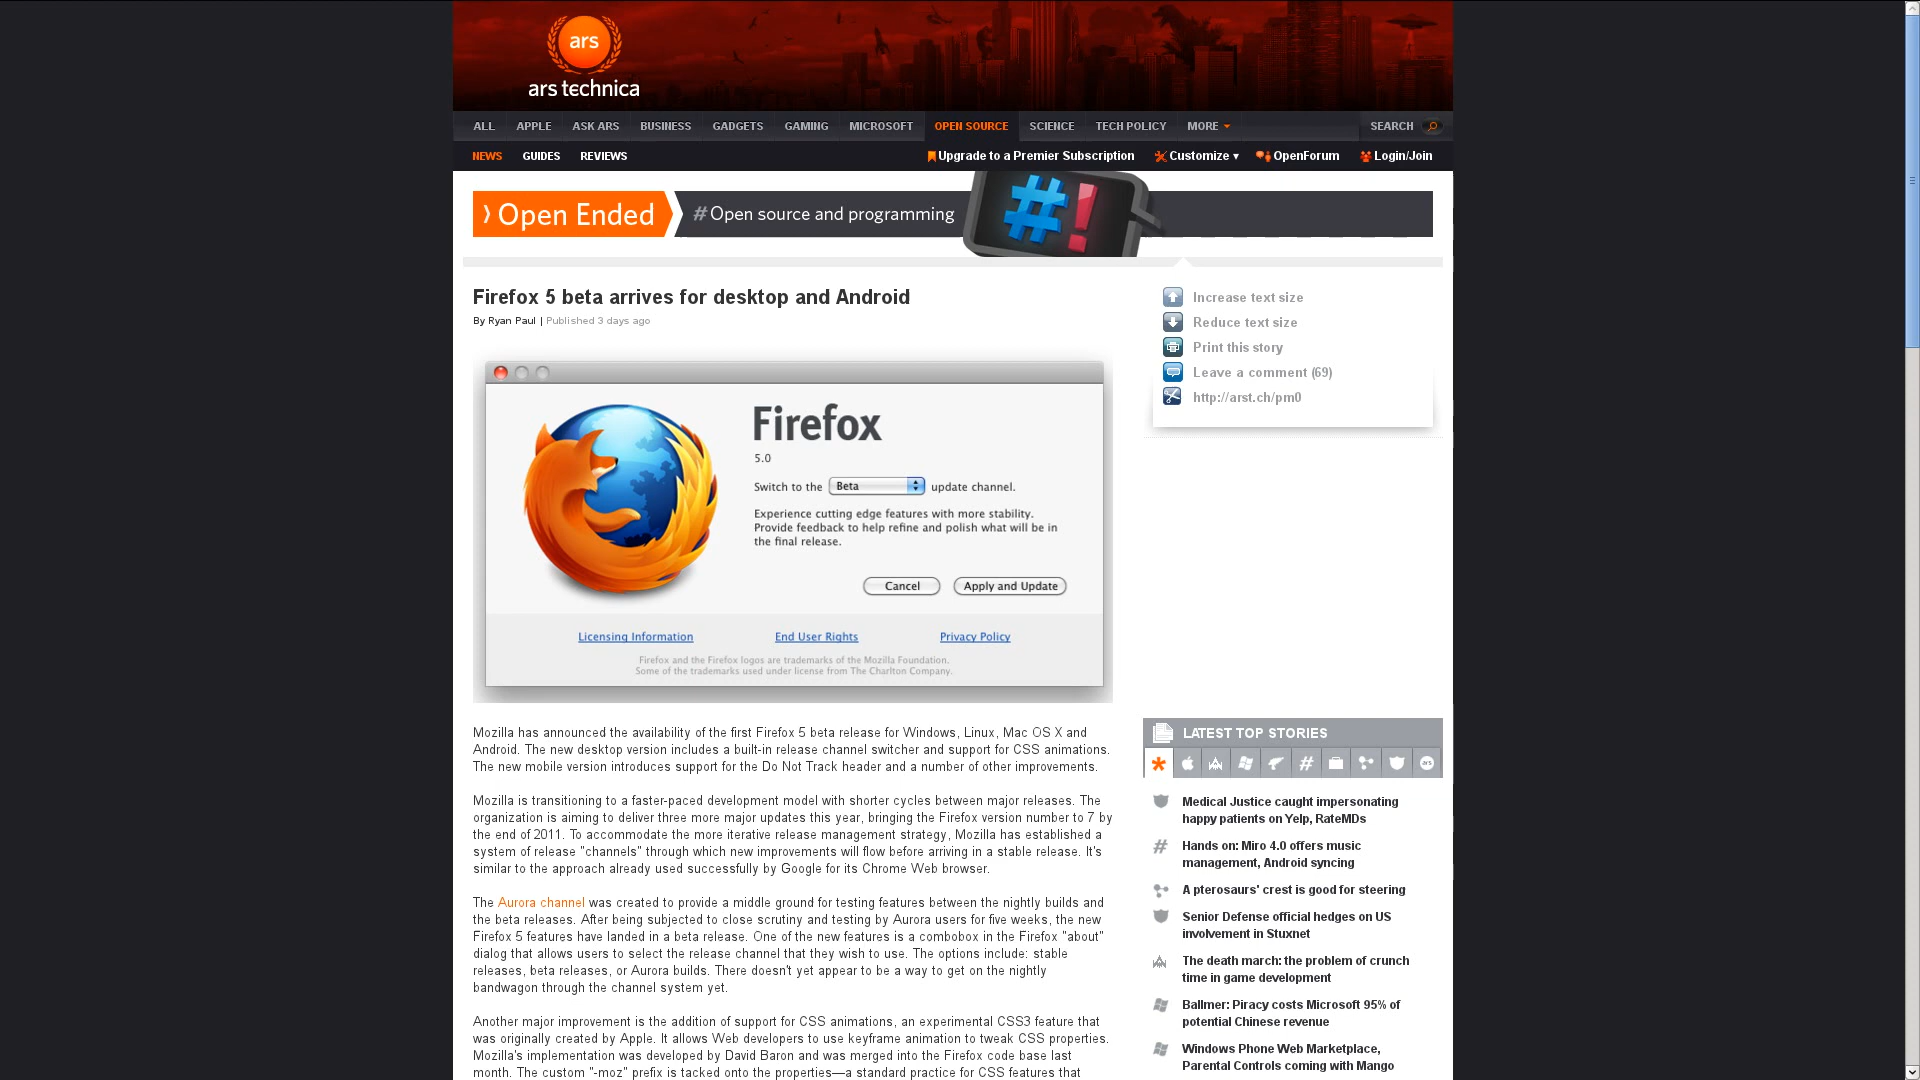 ars
ars technica
ALL APPLE ASK ARS BUSINESS GADGETS GAMING MICROSOFT OPEN SOURCE SCIENCE TECH POLICY MORE SEARCH
NEWS GUIDES REVIEWS Upgrade to a Premier Subscription Customize ▾ OpenForum Login/Join
⟩ Open Ended # Open source and programming #!
Firefox 5 beta arrives for desktop and Android
By Ryan Paul | Published 3 days ago
Increase text size
Reduce text size
Print this story
Leave a comment (69)
http://arst.ch/pm0
Firefox
5.0
Switch to the Beta update channel.
Experience cutting edge features with more stability.
Provide feedback to help refine and polish what will be in
the final release.
Cancel Apply and Update
Licensing Information End User Rights Privacy Policy
Firefox and the Firefox logos are trademarks of the Mozilla Foundation.
Some of the trademarks used under license from The Charlton Company.
Mozilla has announced the availability of the first Firefox 5 beta release for Windows, Linux, Mac OS X and
Android. The new desktop version includes a built-in release channel switcher and support for CSS animations.
The new mobile version introduces support for the Do Not Track header and a number of other improvements.
Mozilla is transitioning to a faster-paced development model with shorter cycles between major releases. The
organization is aiming to deliver three more major updates this year, bringing the Firefox version number to 7 by
the end of 2011. To accommodate the more iterative release management strategy, Mozilla has established a
system of release "channels" through which new improvements will flow before arriving in a stable release. It's
similar to the approach already used successfully by Google for its Chrome Web browser.
The Aurora channel was created to provide a middle ground for testing features between the nightly builds and
the beta releases. After being subjected to close scrutiny and testing by Aurora users for five weeks, the new
Firefox 5 features have landed in a beta release. One of the new features is a combobox in the Firefox "about"
dialog that allows users to select the release channel that they wish to use. The options include: stable
releases, beta releases, or Aurora builds. There doesn't yet appear to be a way to get on the nightly
bandwagon through the channel system yet.
Another major improvement is the addition of support for CSS animations, an experimental CSS3 feature that
was originally created by Apple. It allows Web developers to use keyframe animation to tweak CSS properties.
Mozilla's implementation was developed by David Baron and was merged into the Firefox code base last
month. The custom "-moz" prefix is tacked onto the properties—a standard practice for CSS features that
LATEST TOP STORIES
Medical Justice caught impersonating
happy patients on Yelp, RateMDs
Hands on: Miro 4.0 offers music
management, Android syncing
A pterosaurs' crest is good for steering
Senior Defense official hedges on US
involvement in Stuxnet
The death march: the problem of crunch
time in game development
Ballmer: Piracy costs Microsoft 95% of
potential Chinese revenue
Windows Phone Web Marketplace,
Parental Controls coming with Mango